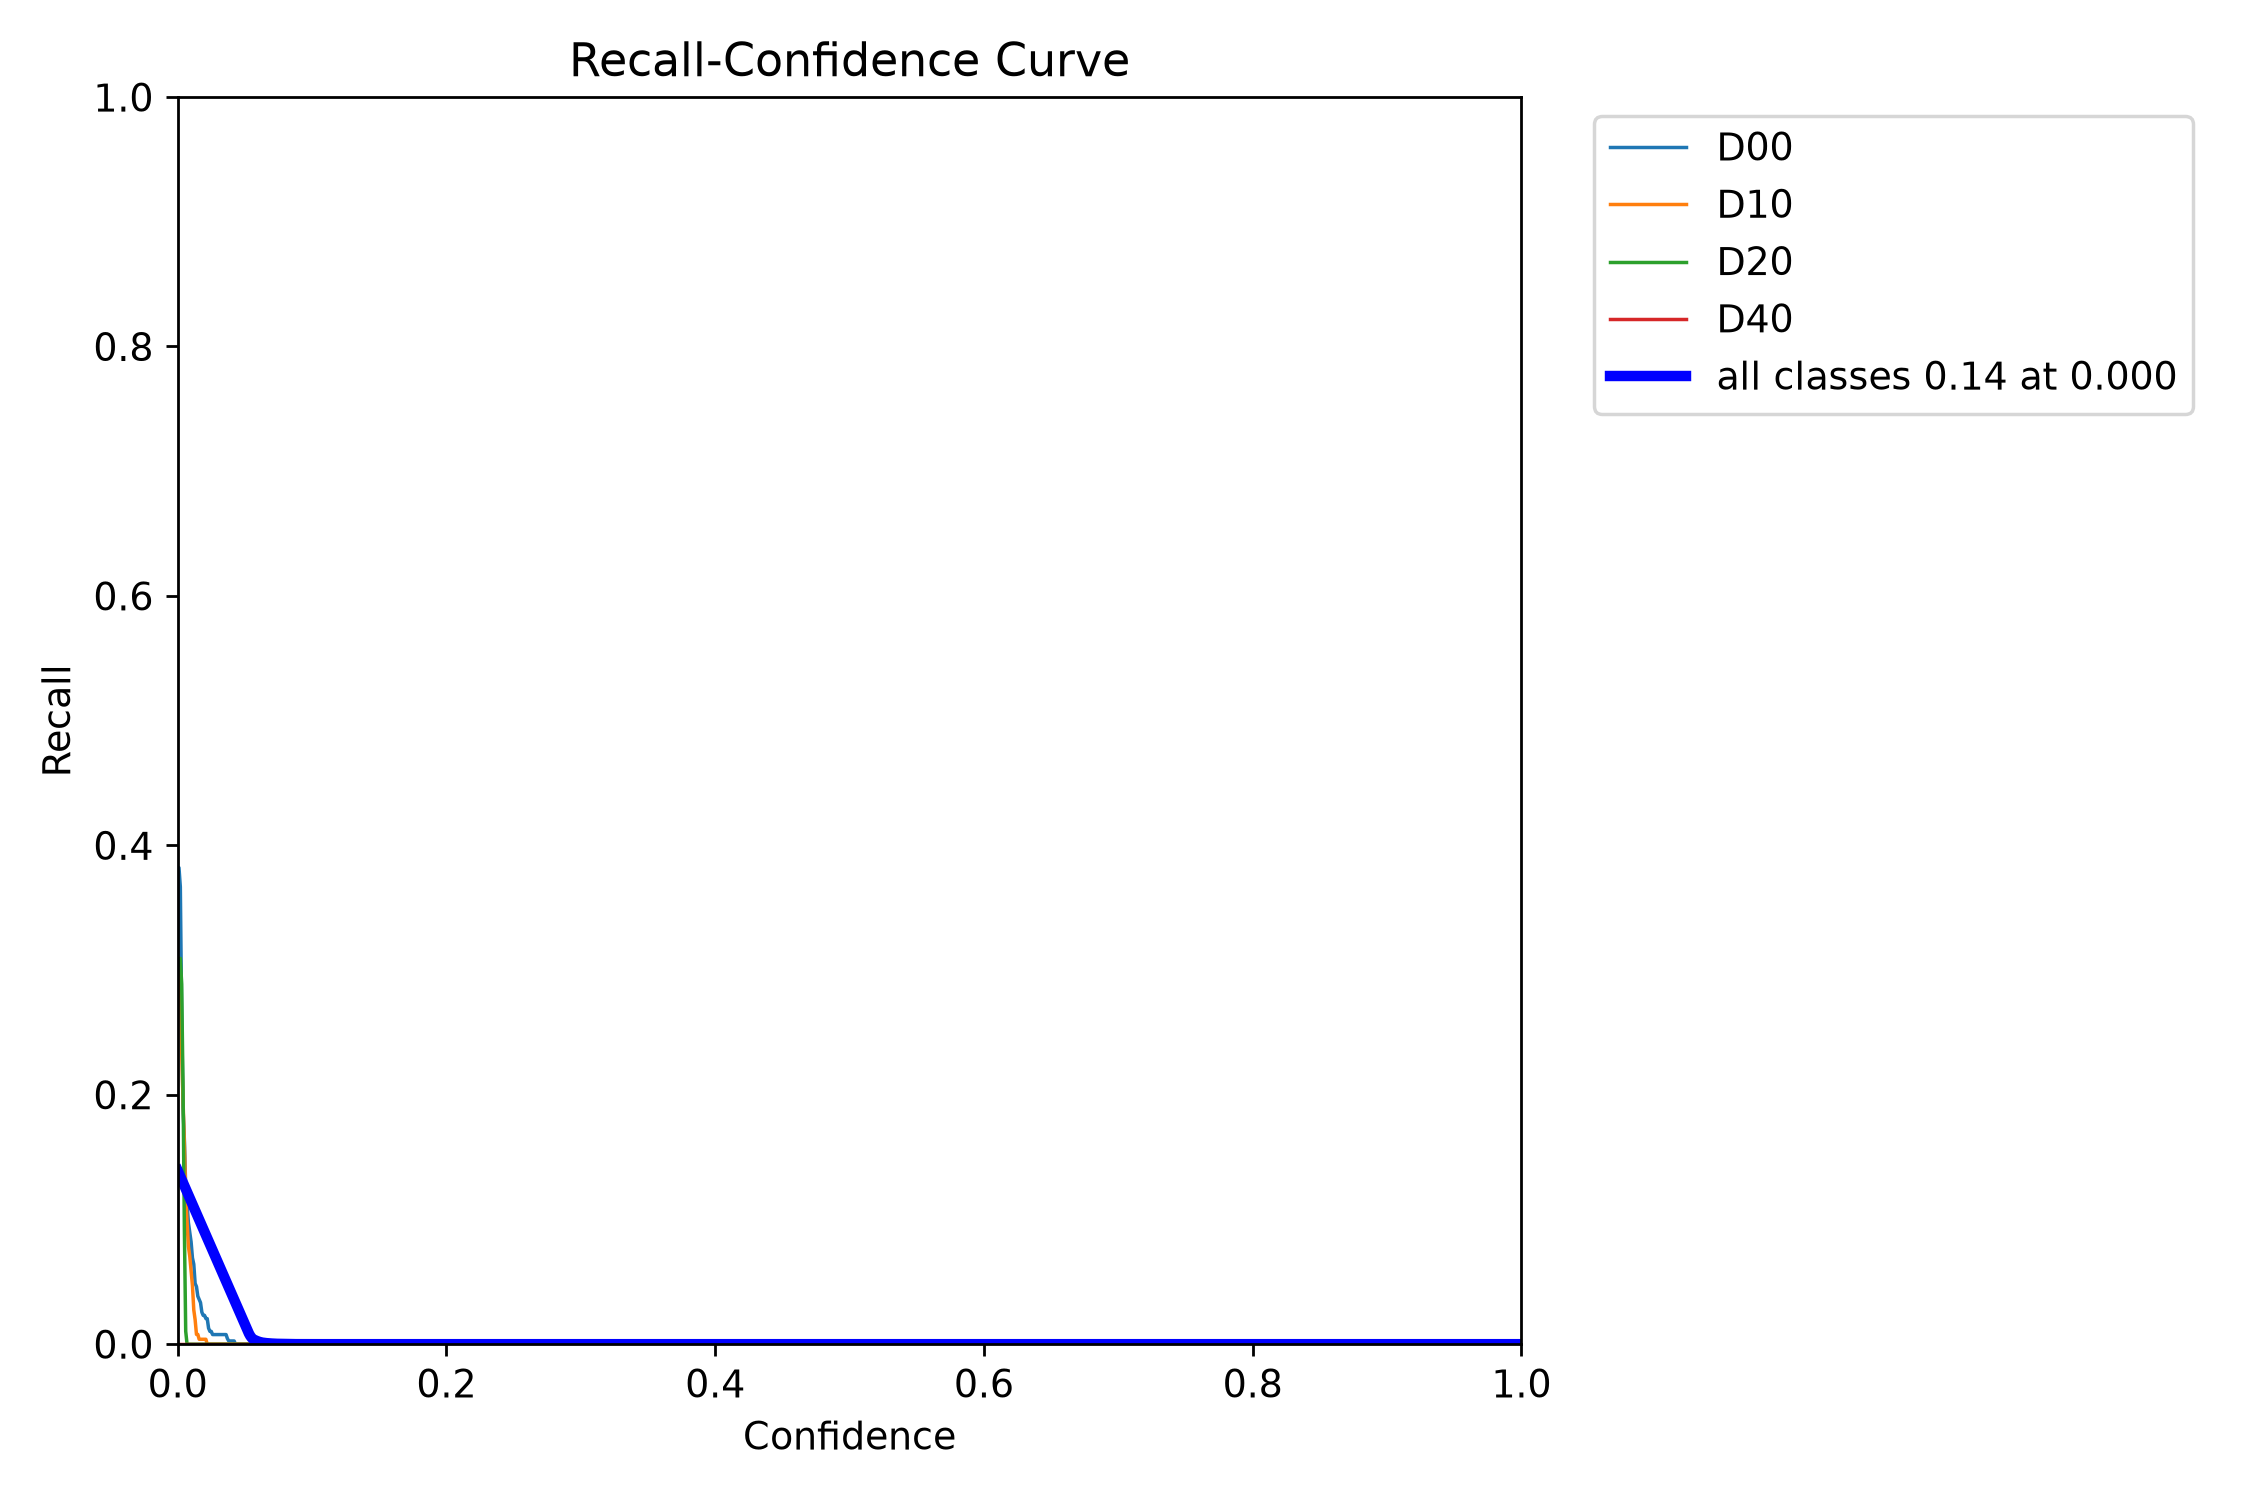 Recall-Confidence Curve
1.0
0.8
0.6
0.4
0.2
0.0
Recall
0.0 0.2 0.4 0.6 0.8 1.0
Confidence
D00
D10
D20
D40
all classes 0.14 at 0.000